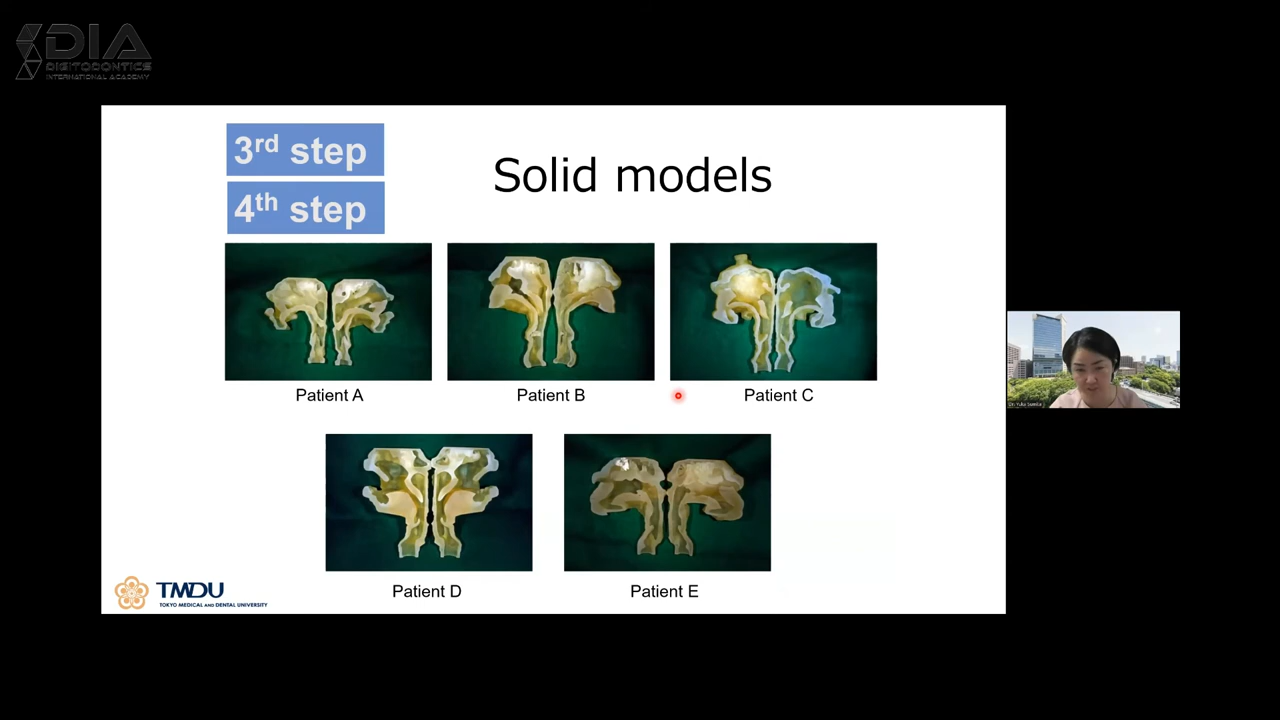 DIA
DIGITODONTICS
INTERNATIONAL ACADEMY
3rd step
4th step
Solid models
Patient A
Patient B
Patient C
Patient D
Patient E
TMDU
TOKYO MEDICAL AND DENTAL UNIVERSITY